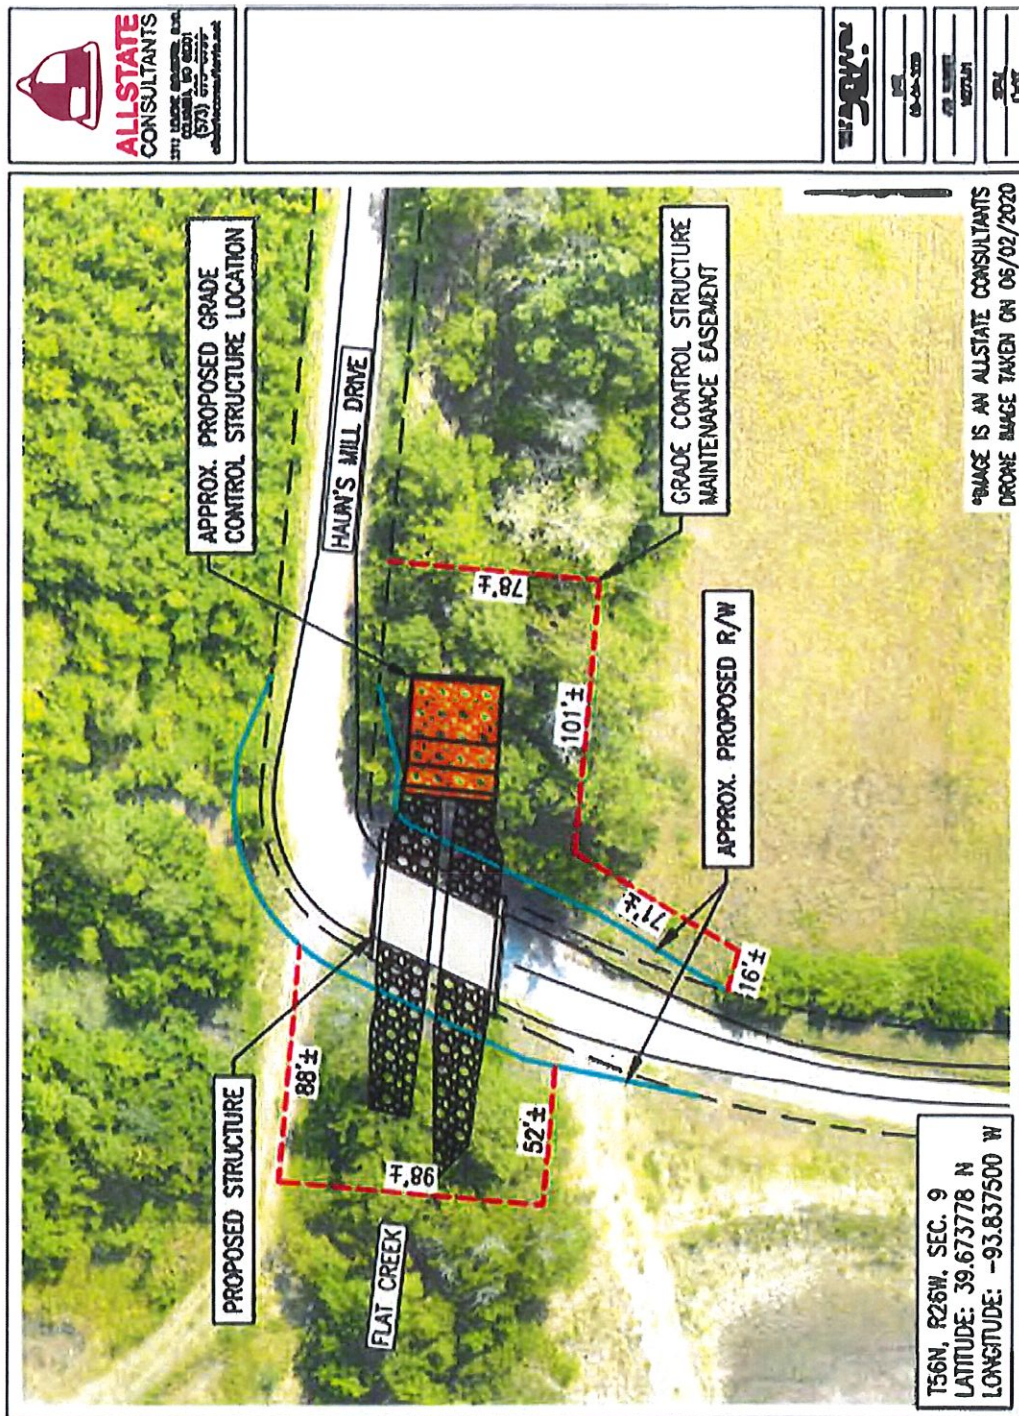 ALLSTATE
CONSULTANTS
(573)
APPROX. PROPOSED GRADE
CONTROL STRUCTURE LOCATION
HAUN'S MILL DRIVE
GRADE CONTROL STRUCTURE
MAINTENANCE EASEMENT
78'±
101'±
71'±
16'±
APPROX. PROPOSED R/W
PROPOSED STRUCTURE
88'±
98'±
52'±
FLAT CREEK
T56N, R28W, SEC. 9
LATITUDE: 39.673778 N
LONGITUDE: -93.837500 W
*IMAGE IS AN ALLSTATE CONSULTANTS
DRONE IMAGE TAKEN ON 06/02/2020